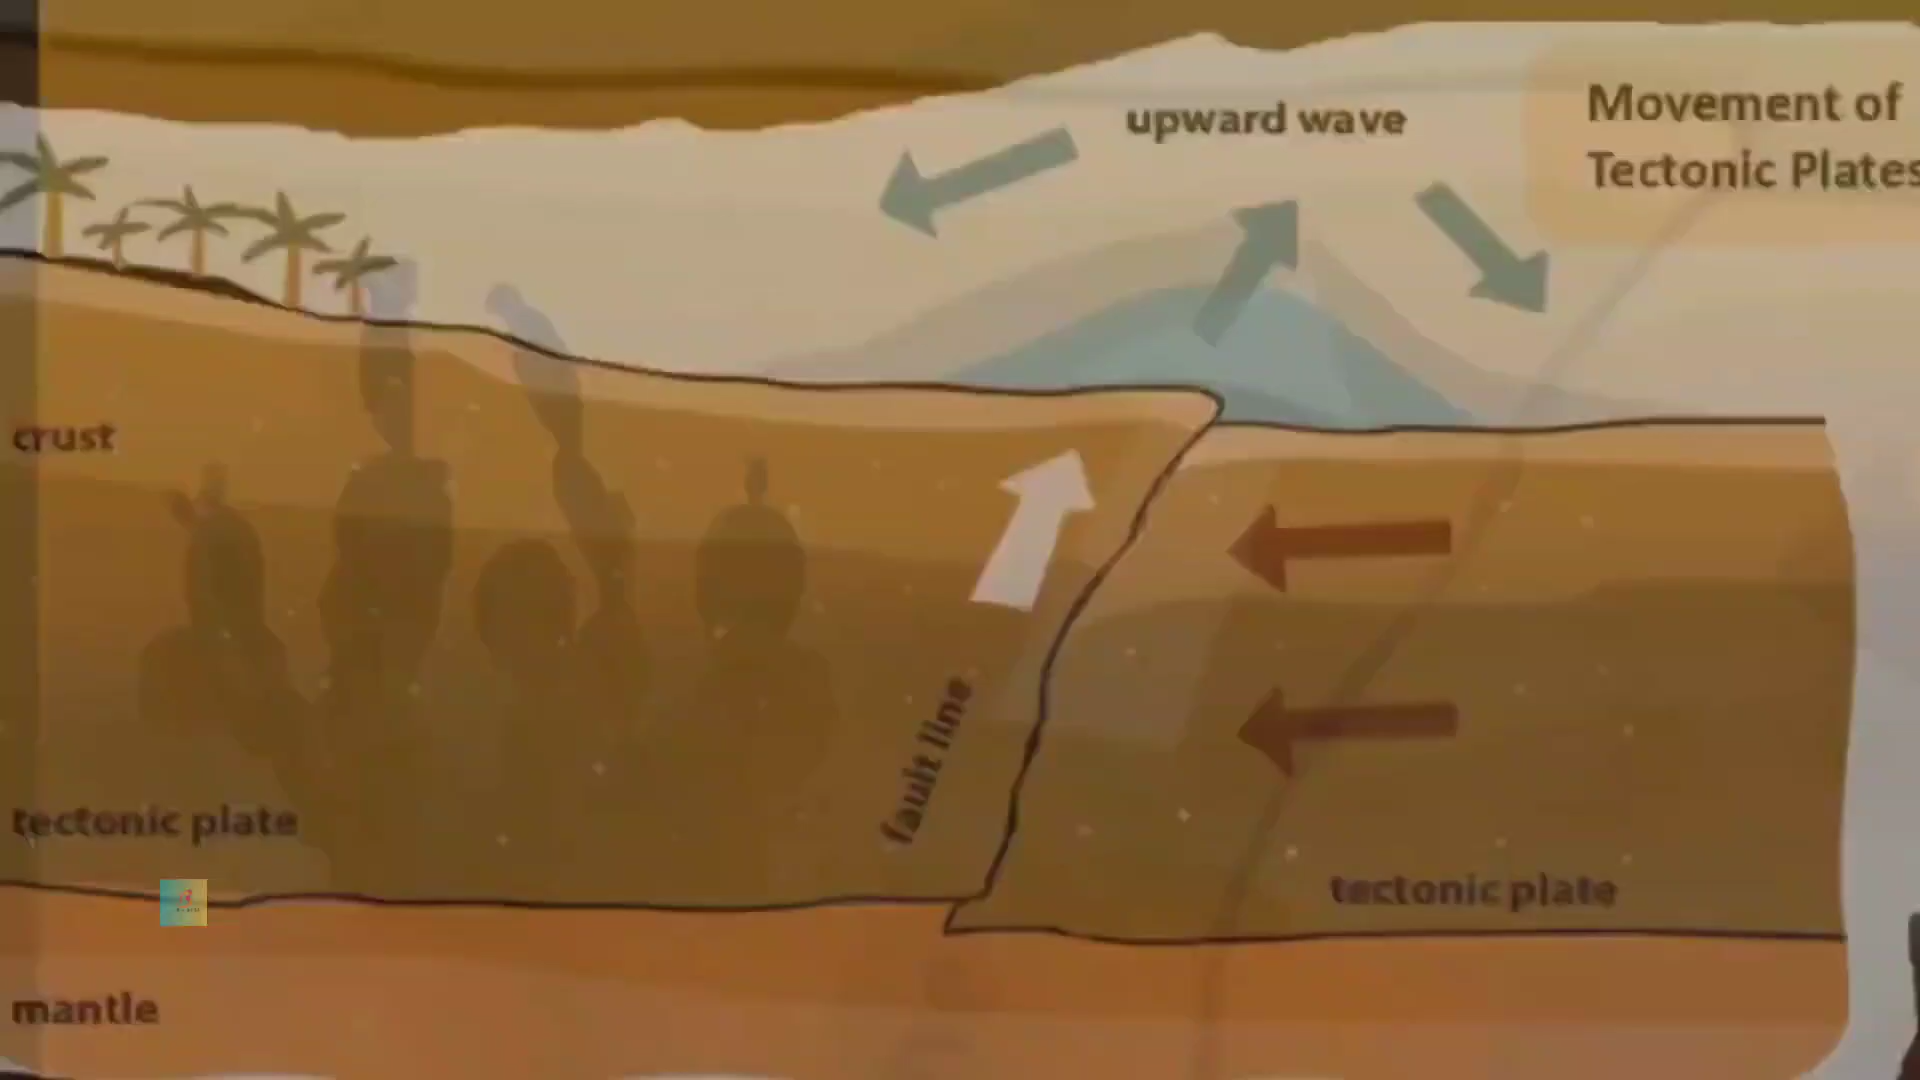 upward wave
Movement of
Tectonic Plates
crust
fault line
tectonic plate
tectonic plate
mantle